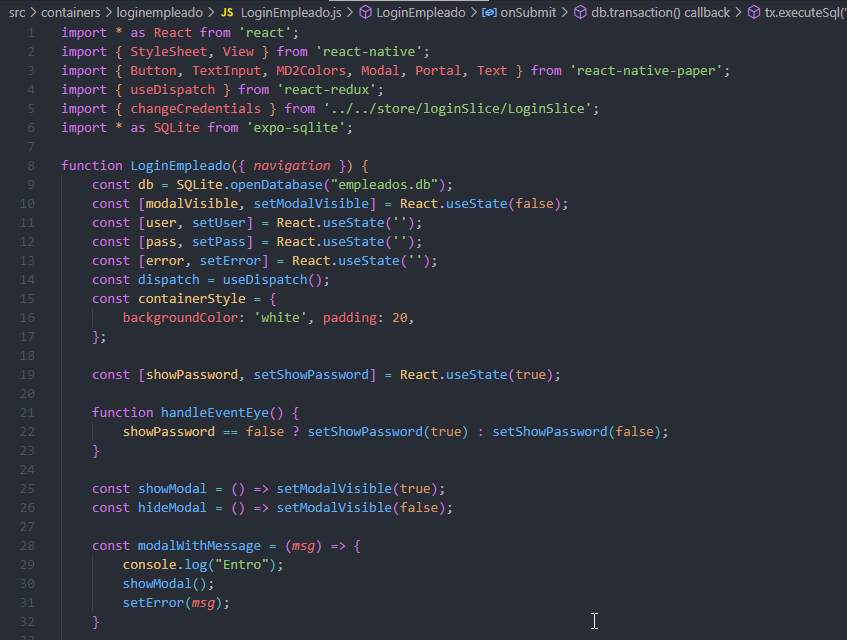 src > containers > loginempleado > JS LoginEmpleado.js > LoginEmpleado > onSubmit > db.transaction() callback > tx.executeSql('
1 import * as React from 'react';
2 import { StyleSheet, View } from 'react-native';
3 import { Button, TextInput, MD2Colors, Modal, Portal, Text } from 'react-native-paper';
4 import { useDispatch } from 'react-redux';
5 import { changeCredentials } from '../../store/loginSlice/LoginSlice';
6 import * as SQLite from 'expo-sqlite';
7
8 function LoginEmpleado({ navigation }) {
9     const db = SQLite.openDatabase("empleados.db");
10     const [modalVisible, setModalVisible] = React.useState(false);
11     const [user, setUser] = React.useState('');
12     const [pass, setPass] = React.useState('');
13     const [error, setError] = React.useState('');
14     const dispatch = useDispatch();
15     const containerStyle = {
16         backgroundColor: 'white', padding: 20,
17     };
18
19     const [showPassword, setShowPassword] = React.useState(true);
20
21     function handleEventEye() {
22         showPassword == false ? setShowPassword(true) : setShowPassword(false);
23     }
24
25     const showModal = () => setModalVisible(true);
26     const hideModal = () => setModalVisible(false);
27
28     const modalWithMessage = (msg) => {
29         console.log("Entro");
30         showModal();
31         setError(msg);
32     }
33